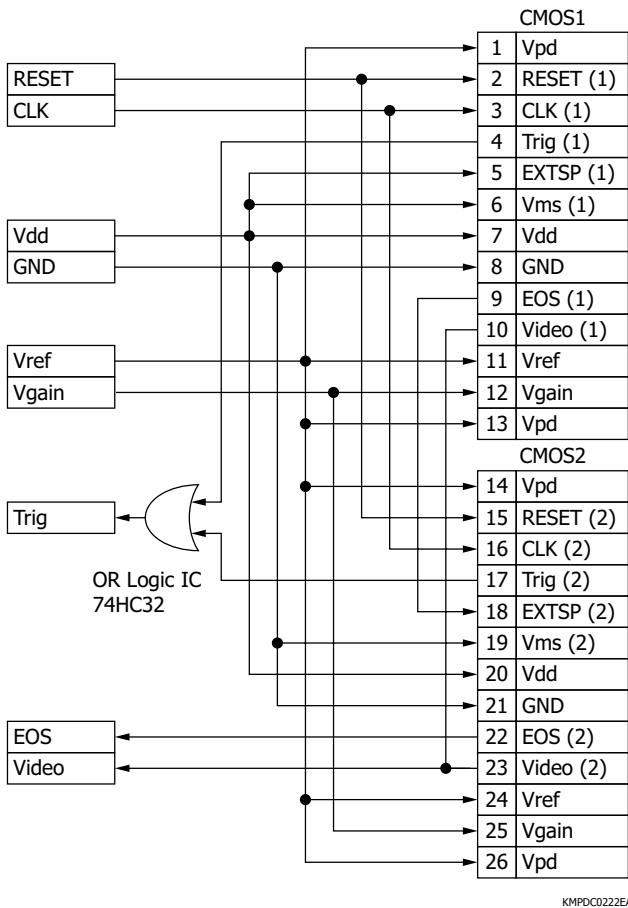 CMOS1
1 Vpd
RESET 2 RESET (1)
CLK 3 CLK (1)
4 Trig (1)
5 EXTSP (1)
6 Vms (1)
Vdd 7 Vdd
GND 8 GND
9 EOS (1)
10 Video (1)
Vref 11 Vref
Vgain 12 Vgain
13 Vpd
CMOS2
14 Vpd
Trig 15 RESET (2)
16 CLK (2)
OR Logic IC 17 Trig (2)
74HC32 18 EXTSP (2)
19 Vms (2)
20 Vdd
21 GND
EOS 22 EOS (2)
Video 23 Video (2)
24 Vref
25 Vgain
26 Vpd
KMPDC0222EA